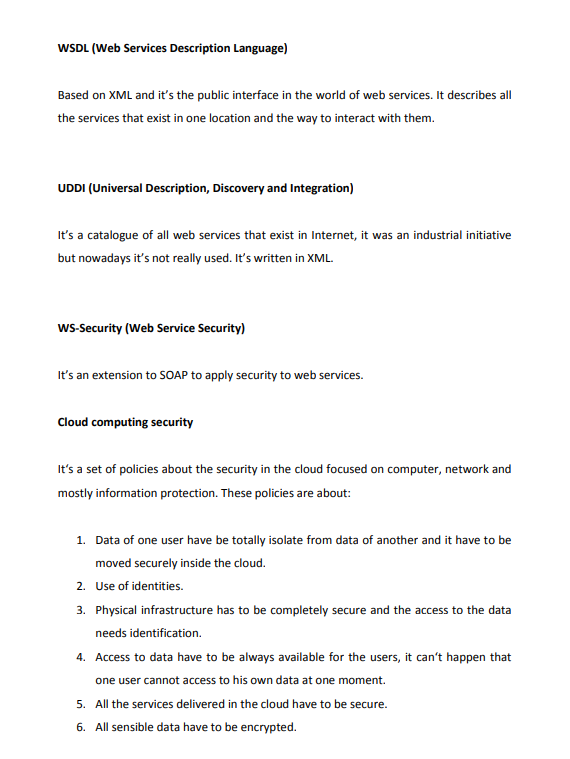 WSDL (Web Services Description Language)
Based on XML and it’s the public interface in the world of web services. It describes all
the services that exist in one location and the way to interact with them.
UDDI (Universal Description, Discovery and Integration)
It’s a catalogue of all web services that exist in Internet, it was an industrial initiative
but nowadays it’s not really used. It’s written in XML.
WS-Security (Web Service Security)
It’s an extension to SOAP to apply security to web services.
Cloud computing security
It’s a set of policies about the security in the cloud focused on computer, network and
mostly information protection. These policies are about:
1. Data of one user have be totally isolate from data of another and it have to be
moved securely inside the cloud.
2. Use of identities.
3. Physical infrastructure has to be completely secure and the access to the data
needs identification.
4. Access to data have to be always available for the users, it can’t happen that
one user cannot access to his own data at one moment.
5. All the services delivered in the cloud have to be secure.
6. All sensible data have to be encrypted.